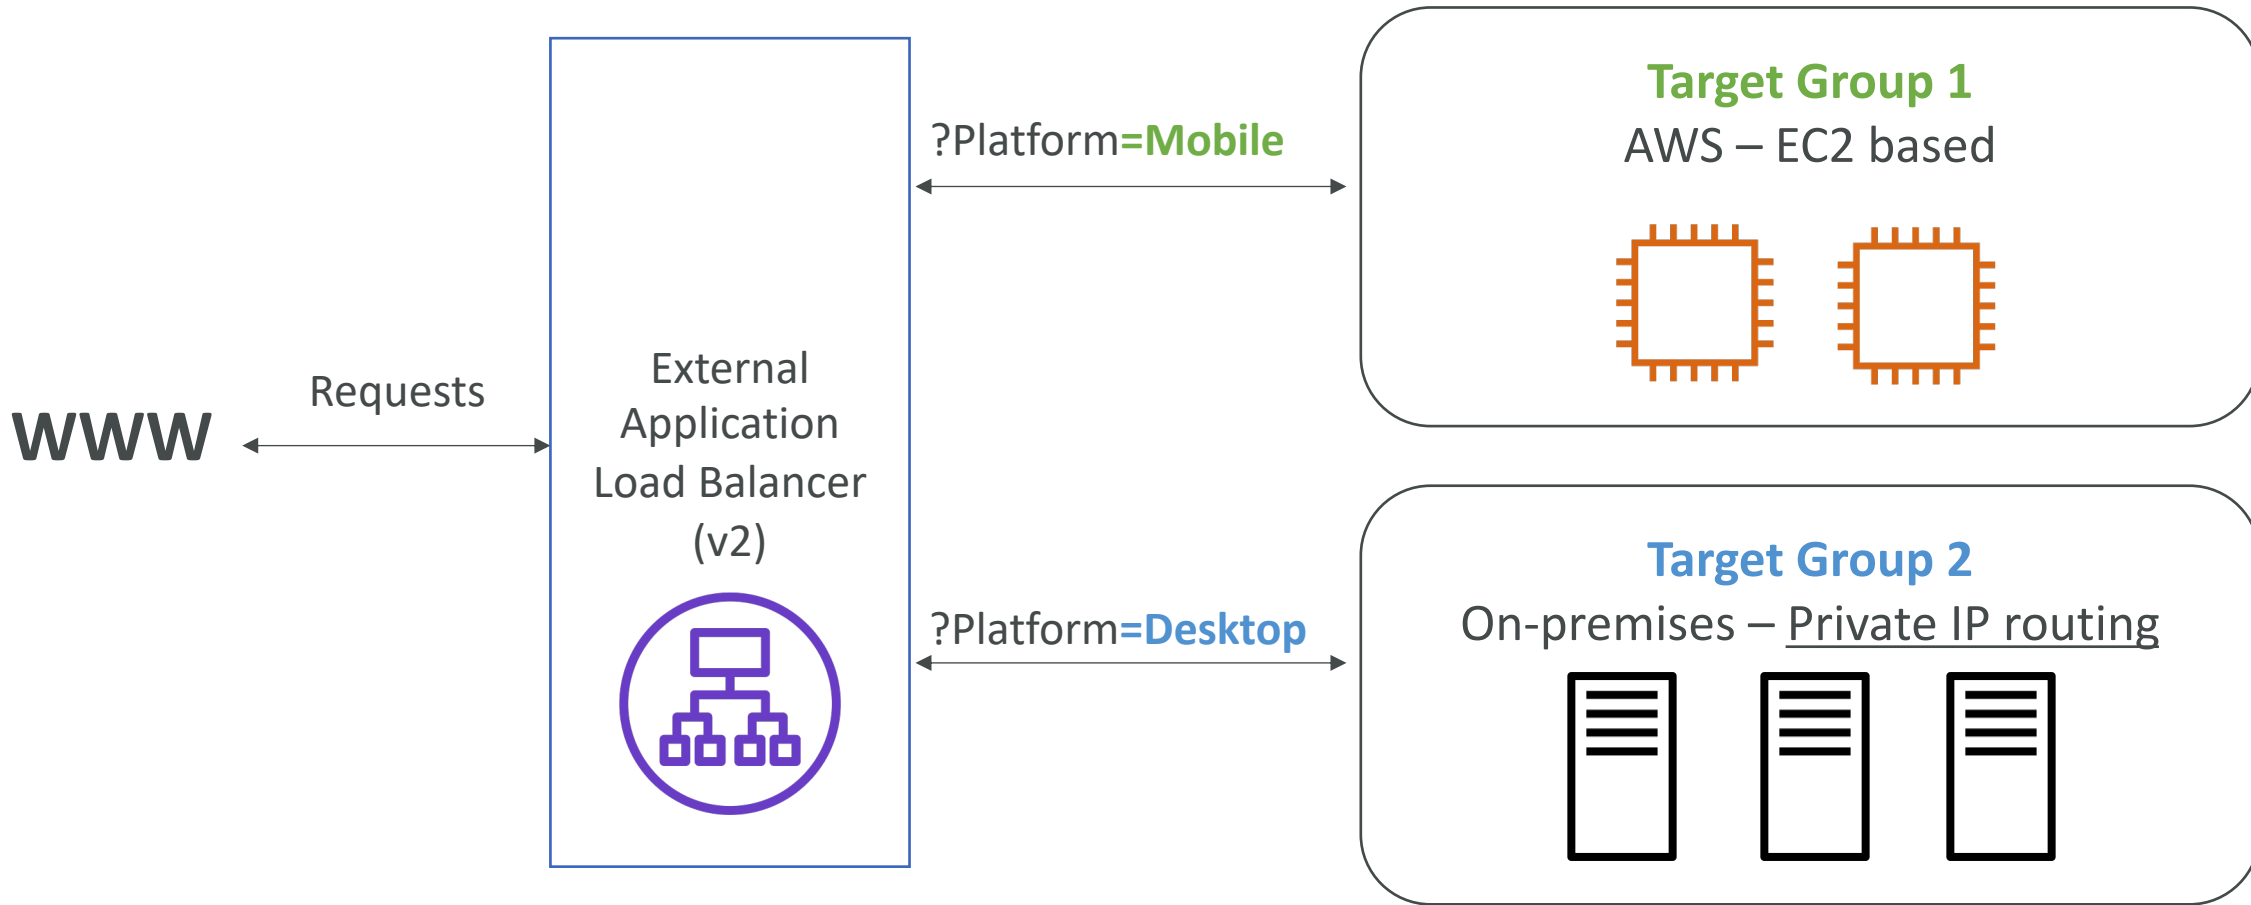 WWW
Requests
External
Application
Load Balancer
(v2)
?Platform=Mobile
Target Group 1
AWS – EC2 based
?Platform=Desktop
Target Group 2
On-premises – Private IP routing